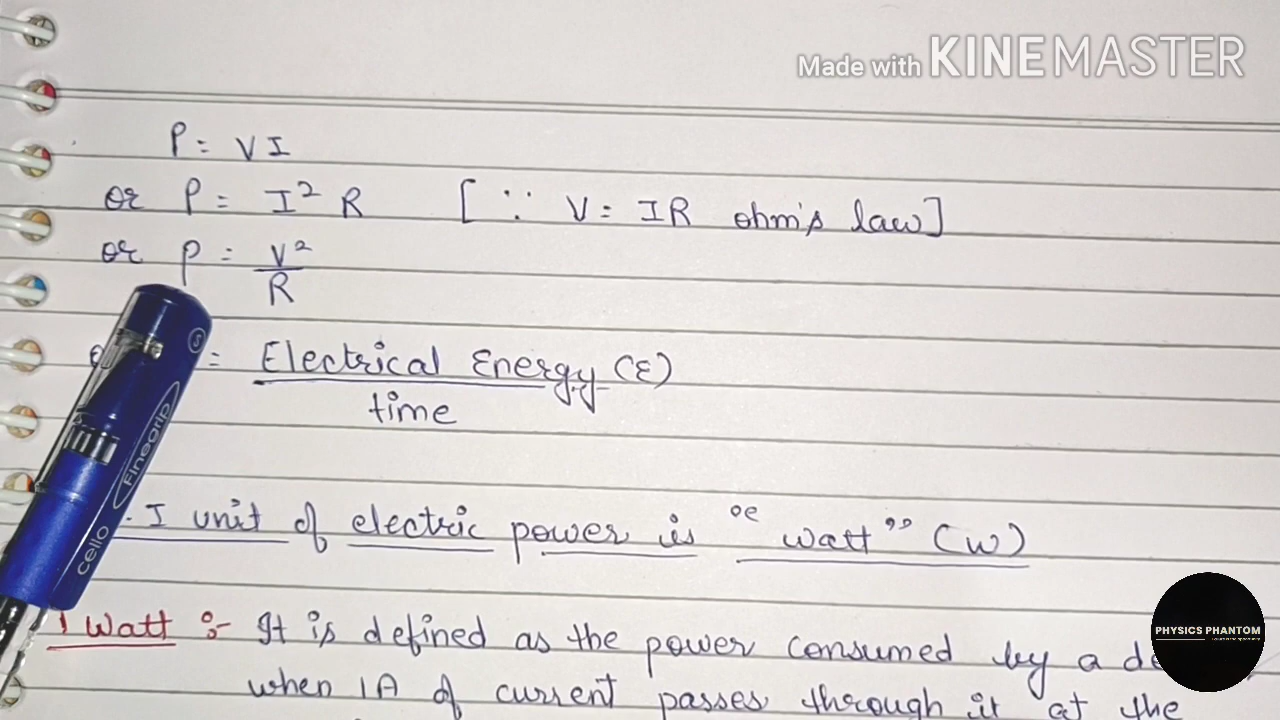 Made with KINEMASTER
P = VI
or P = I² R [∵ V = IR ohm's law]
or P = V²
R
= Electrical Energy (E)
time
. I unit of electric power is " watt " (W)
cello Finegrip
1 Watt :- It is defined as the power consumed by a de
PHYSICS PHANTOM
when 1A of current passes through it at the